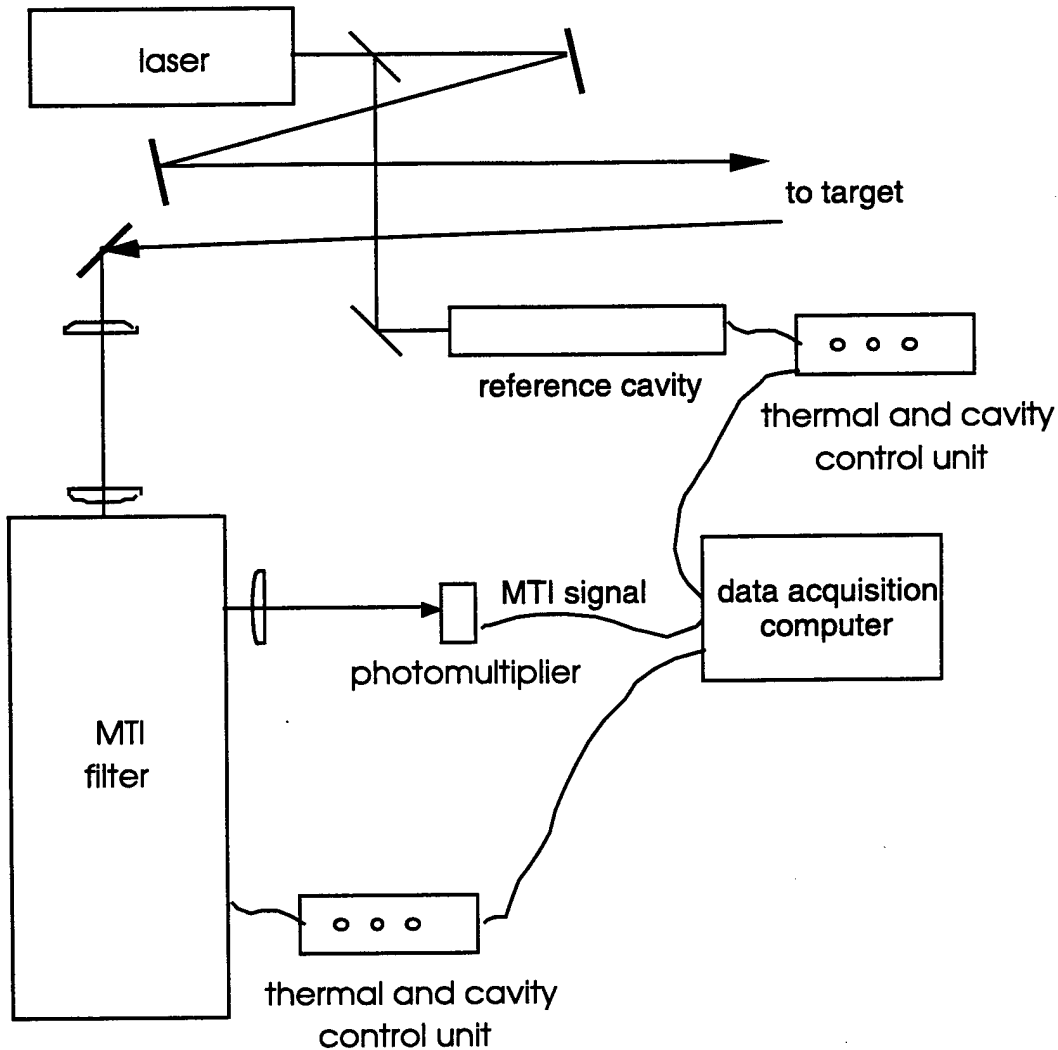 laser
to target
reference cavity
thermal and cavity
control unit
MTI signal
data acquisition
computer
photomultiplier
MTI
filter
thermal and cavity
control unit